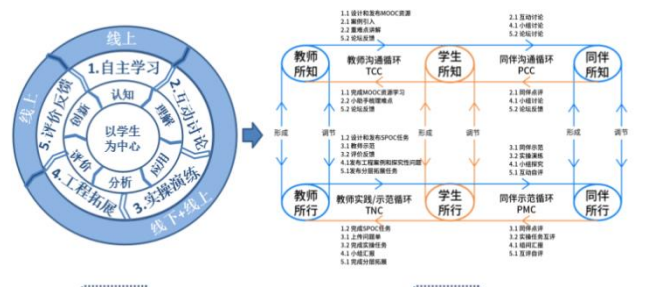 线上
线上
线下+线上
1.自主学习
2.互动讨论
3.实操演练
4.工程拓展
5.评价反馈
认知
理解
应用
分析
评价
创新
以学生
为中心
1.1 设计和发布MOOC资源
2.1 案例引入
2.2 重难点讲解
5.2 论坛反馈
2.1 互动讨论
4.1 小组讨论
5.2 论坛讨论
教师
所知
教师沟通循环
TCC
学生
所知
同伴沟通循环
PCC
同伴
所知
1.1 完成MOOC资源学习
2.2 小助手梳理难点
5.2 论坛反馈
2.1 同伴点评
4.1 小组讨论
5.2 论坛反馈
形成
调节
形成
调节
形成
调节
1.2 设计和发布SPOC任务
3.1 教师示范
3.2 评价反馈
4.1发布工程案例和探究性问题
5.1发布分层拓展任务
3.1 同伴示范
3.2 实操演练
4.1 小组探究
5.1 互动自评
教师
所行
教师实践/示范循环
TNC
学生
所行
同伴示范循环
PMC
同伴
所行
1.2 完成SPOC任务
3.1 上传问题单
3.2 完成实操任务
4.1 小组汇报
5.1 完成分层拓展
3.1 同伴点评
3.2 实操任务互评
4.1 组间汇报
5.1 互评自评